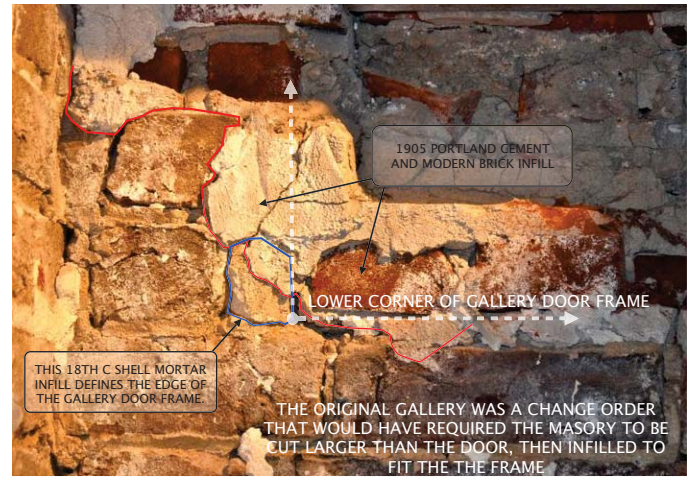 1905 PORTLAND CEMENT
AND MODERN BRICK INFILL
LOWER CORNER OF GALLERY DOOR FRAME
THIS 18TH C SHELL MORTAR
INFILL DEFINES THE EDGE OF
THE GALLERY DOOR FRAME.
THE ORIGINAL GALLERY WAS A CHANGE ORDER
THAT WOULD HAVE REQUIRED THE MASORY TO BE
CUT LARGER THAN THE DOOR, THEN INFILLED TO
FIT THE THE FRAME